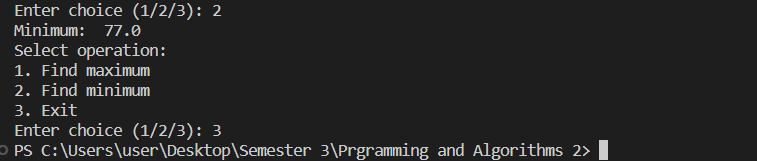 Enter choice (1/2/3): 2
Minimum:  77.0
Select operation:
1. Find maximum
2. Find minimum
3. Exit
Enter choice (1/2/3): 3
PS C:\Users\user\Desktop\Semester 3\Prgramming and Algorithms 2>